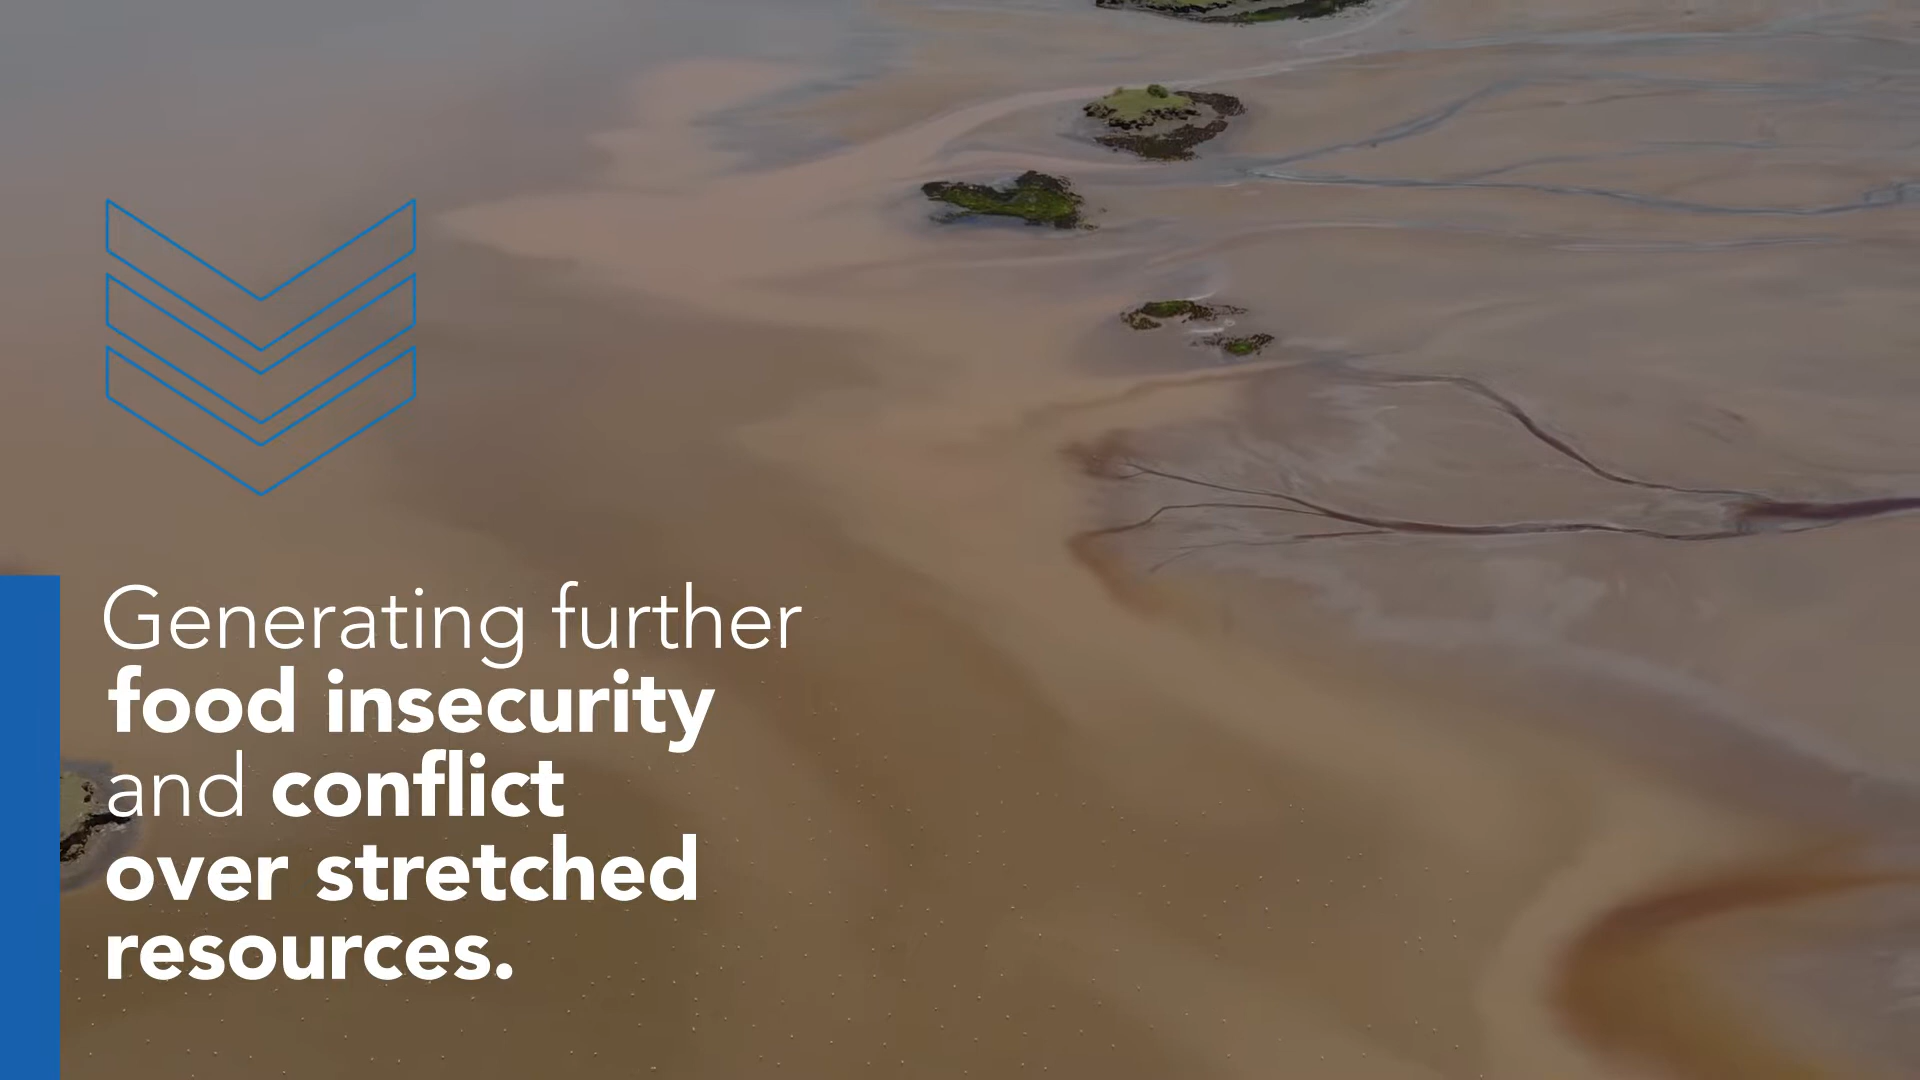 Generating further
food insecurity
and conflict
over stretched
resources.